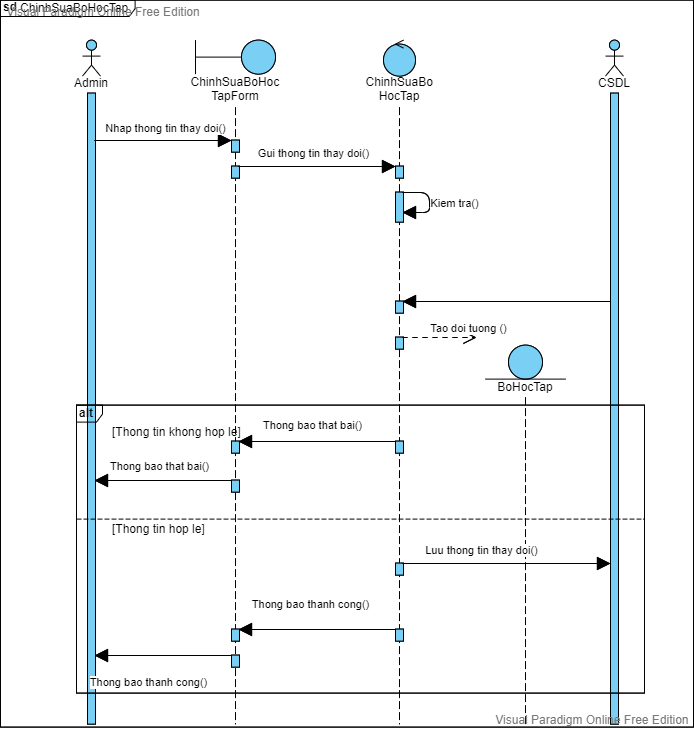 sd ChinhSuaBoHocTap
Visual Paradigm Online Free Edition
Admin
ChinhSuaBoHoc
TapForm
ChinhSuaBo
HocTap
CSDL
Nhap thong tin thay doi()
Gui thong tin thay doi()
Kiem tra()
Tao doi tuong ()
BoHocTap
alt
[Thong tin khong hop le]
Thong bao that bai()
Thong bao that bai()
[Thong tin hop le]
Luu thong tin thay doi()
Thong bao thanh cong()
Thong bao thanh cong()
Visual Paradigm Online Free Edition